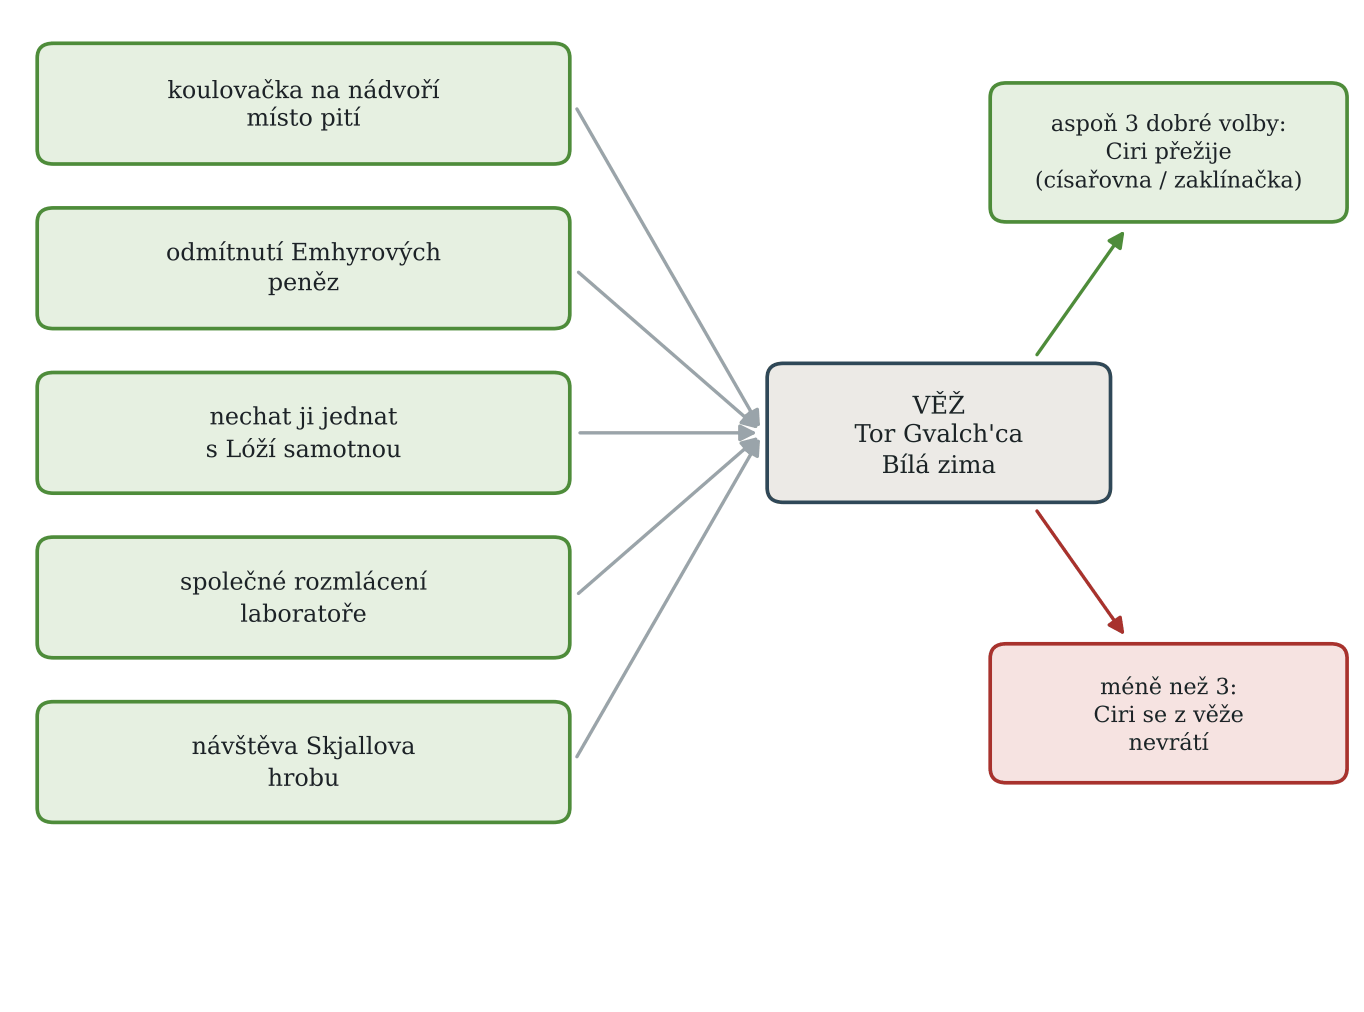 koulovačka na nádvoří
místo pití
odmítnutí Emhyrových
peněz
nechat ji jednat
s Lóží samotnou
společné rozmlácení
laboratoře
návštěva Skjallova
hrobu
VĚŽ
Tor Gvalch'ca
Bílá zima
aspoň 3 dobré volby:
Ciri přežije
(císařovna / zaklínačka)
méně než 3:
Ciri se z věže
nevrátí